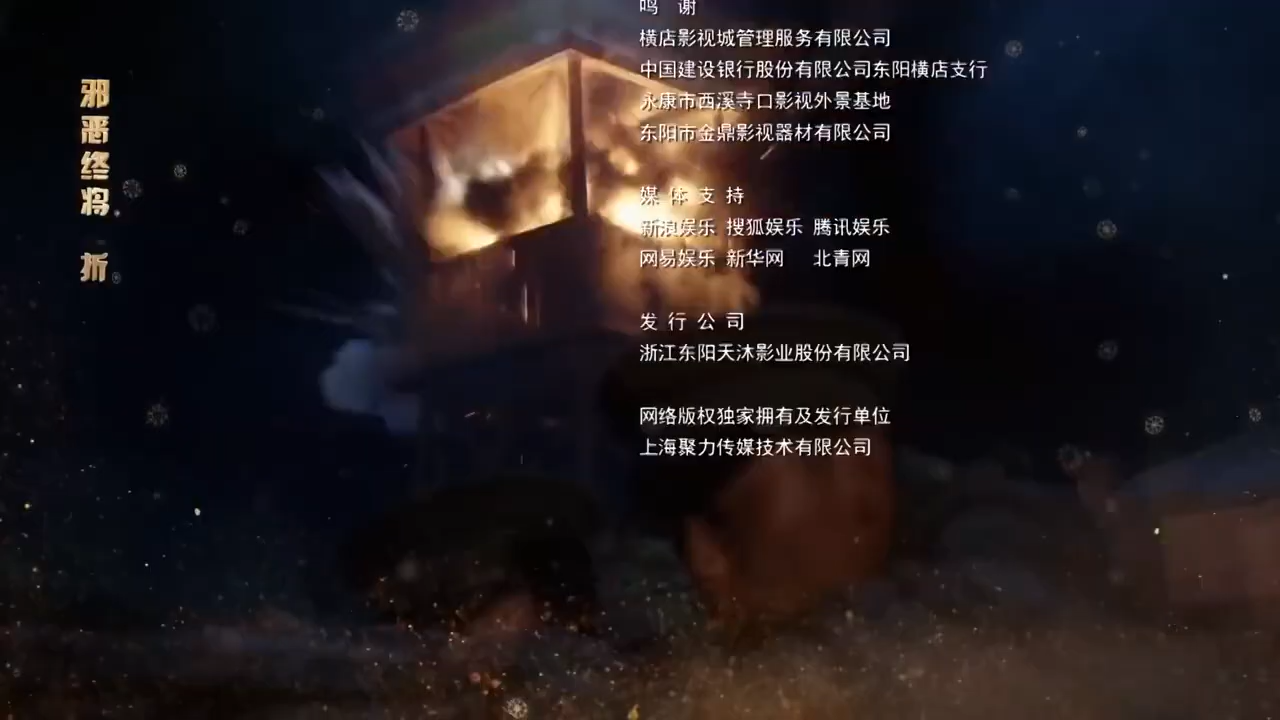 鸣 谢
横店影视城管理服务有限公司
中国建设银行股份有限公司东阳横店支行
永康市西溪寺口影视外景基地
东阳市金鼎影视器材有限公司
媒 体 支 持
新浪娱乐 搜狐娱乐 腾讯娱乐
网易娱乐 新华网 北青网
发 行 公 司
浙江东阳天沐影业股份有限公司
网络版权独家拥有及发行单位
上海聚力传媒技术有限公司
邪恶终将 折